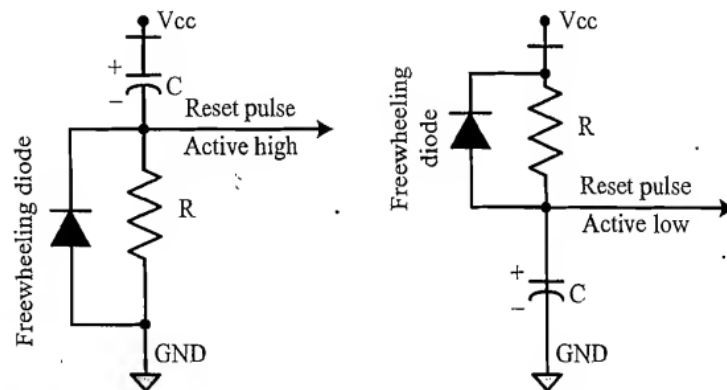 Vcc
+
C
−
Reset pulse
Active high
Freewheeling diode
R
GND
Vcc
Freewheeling
diode
R
Reset pulse
Active low
+
C
−
GND